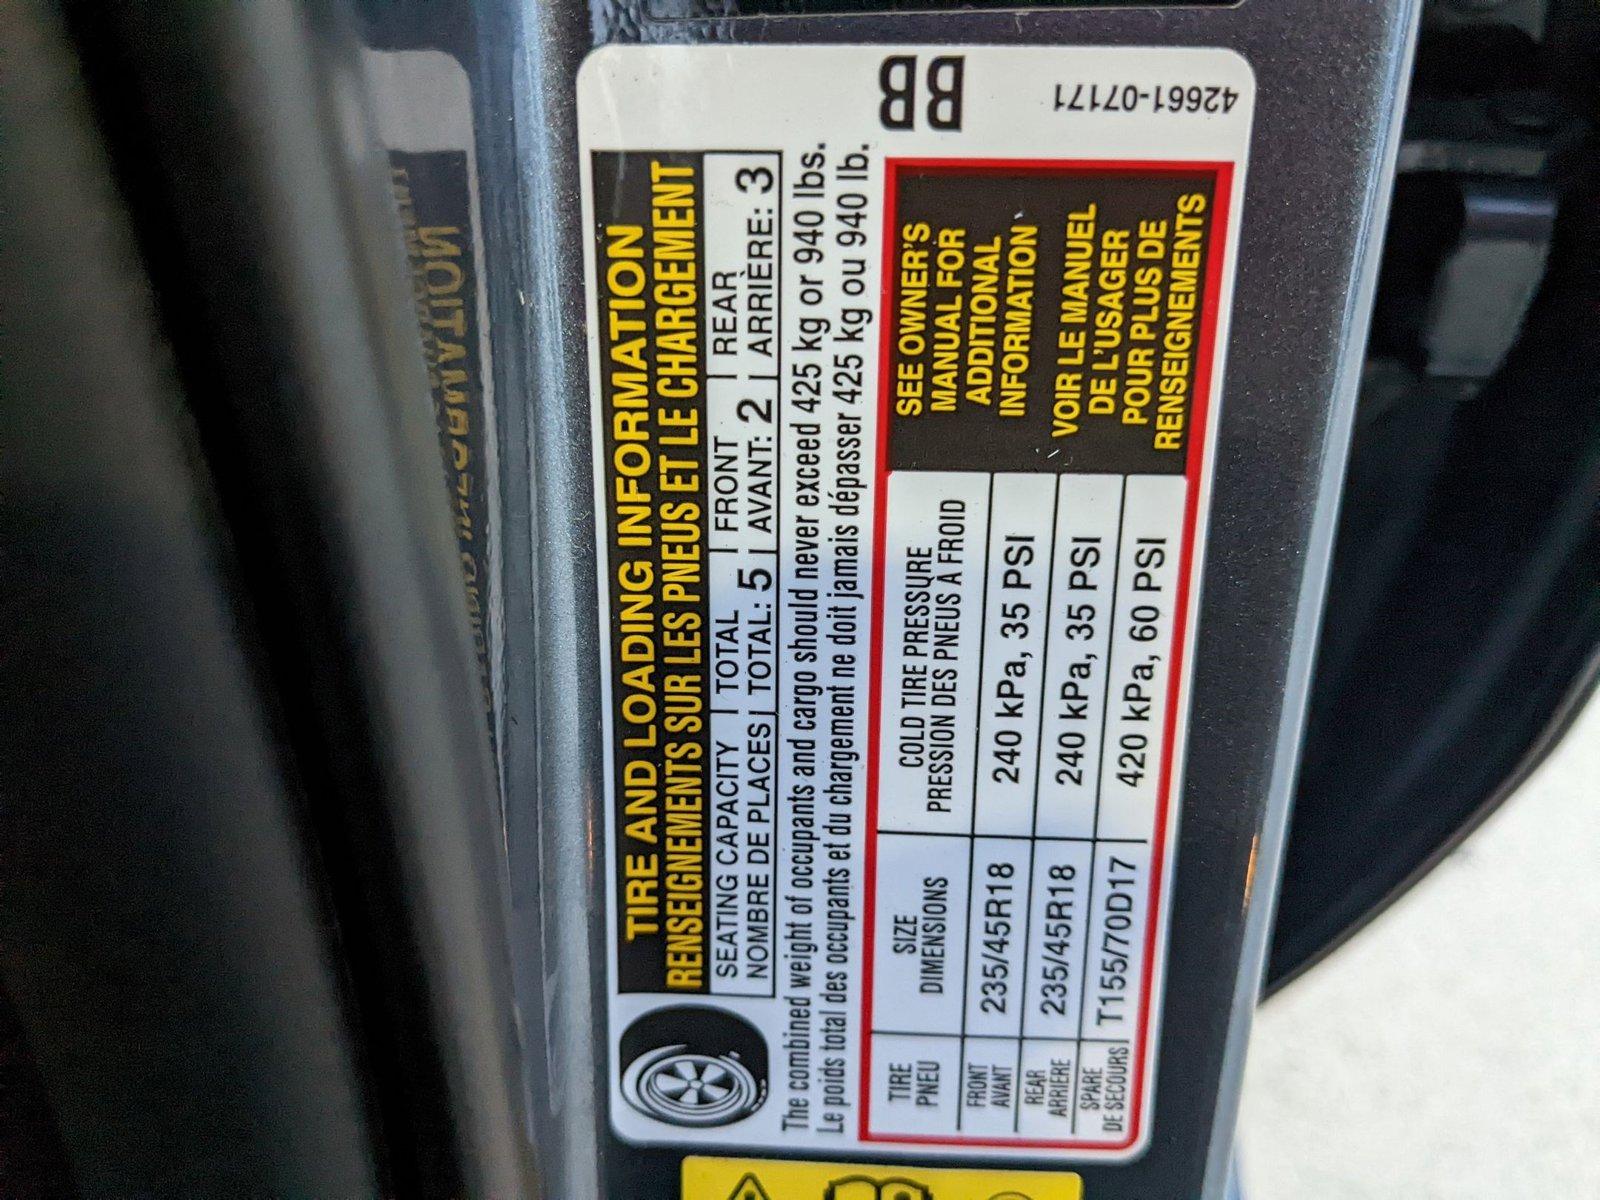 TIRE AND LOADING INFORMATION
RENSEIGNEMENTS SUR LES PNEUS ET LE CHARGEMENT
SEATING CAPACITY | TOTAL | FRONT | REAR
NOMBRE DE PLACES | TOTAL: 5 | AVANT: 2 | ARRIÈRE: 3
The combined weight of occupants and cargo should never exceed 425 kg or 940 lbs.
Le poids total des occupants et du chargement ne doit jamais dépasser 425 kg ou 940 lb.
TIRE SIZE COLD TIRE PRESSURE
PNEU DIMENSIONS PRESSION DES PNEUS À FROID
FRONT
AVANT 235/45R18 240 kPa, 35 PSI
REAR
ARRIÈRE 235/45R18 240 kPa, 35 PSI
SPARE
DE SECOURS T155/70D17 420 kPa, 60 PSI
SEE OWNER'S
MANUAL FOR
ADDITIONAL
INFORMATION
VOIR LE MANUEL
DE L'USAGER
POUR PLUS DE
RENSEIGNEMENTS
BB
42661-07171